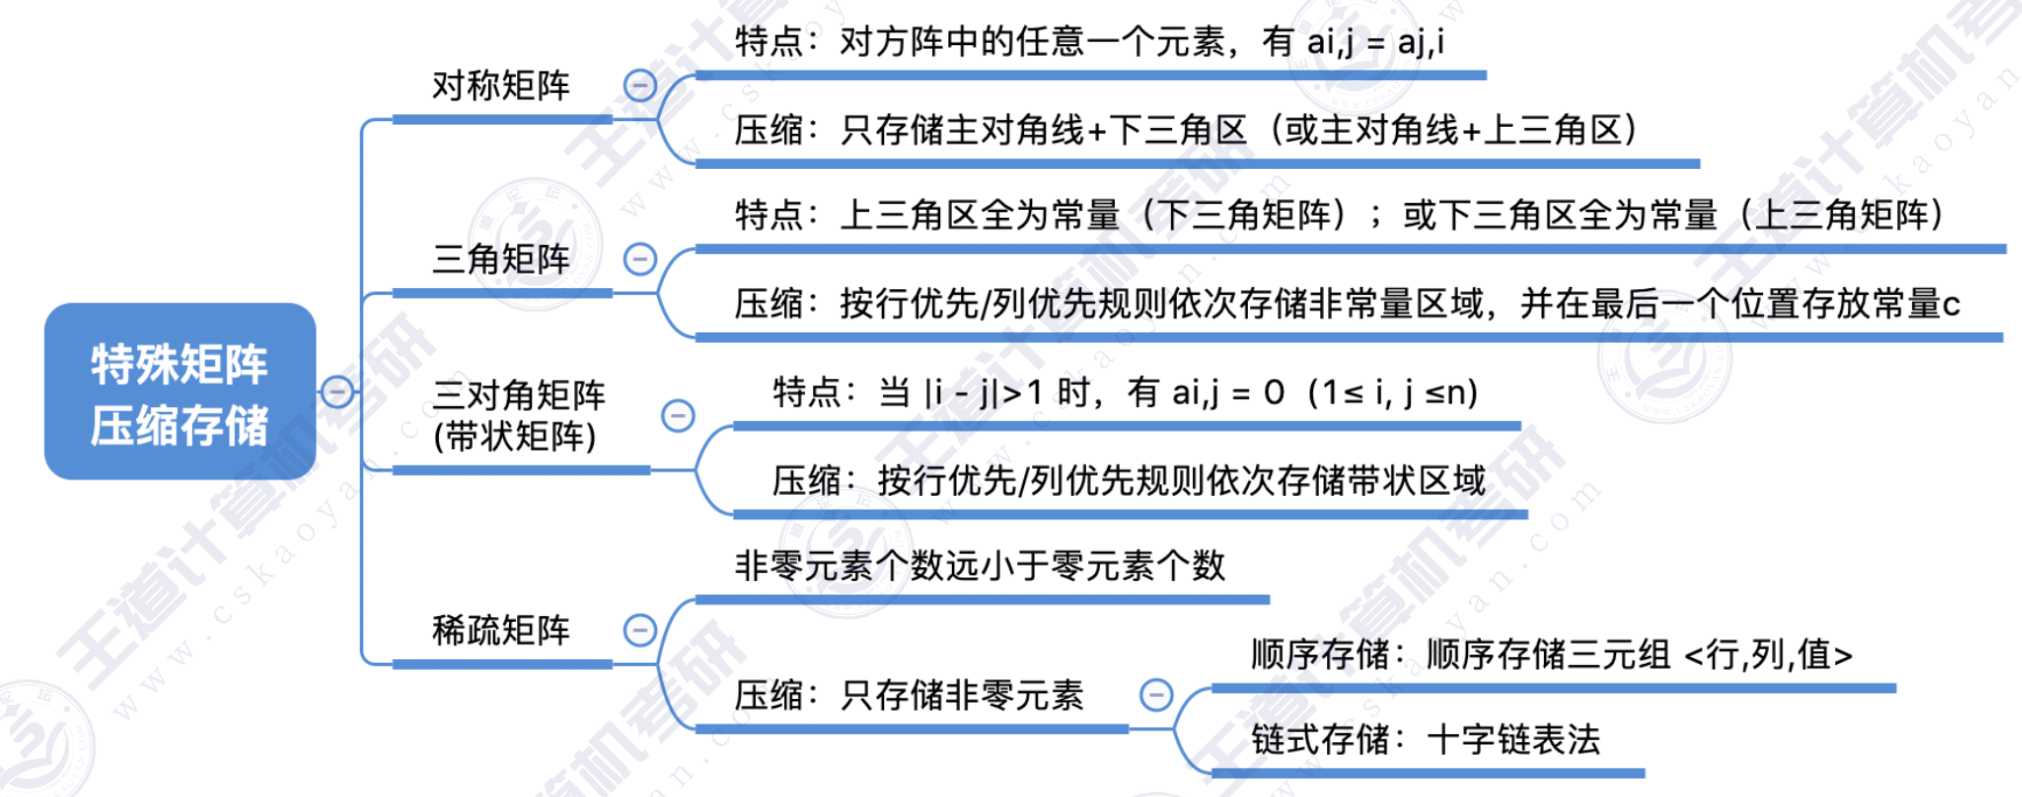 特殊矩阵
压缩存储
对称矩阵
特点：对方阵中的任意一个元素，有 ai,j = aj,i
压缩：只存储主对角线+下三角区（或主对角线+上三角区）
三角矩阵
特点：上三角区全为常量（下三角矩阵）；或下三角区全为常量（上三角矩阵）
压缩：按行优先/列优先规则依次存储非常量区域，并在最后一个位置存放常量c
三对角矩阵
(带状矩阵)
特点：当 |i - j|>1 时，有 ai,j = 0（1≤ i, j ≤n)
压缩：按行优先/列优先规则依次存储带状区域
稀疏矩阵
非零元素个数远小于零元素个数
压缩：只存储非零元素
顺序存储：顺序存储三元组 <行,列,值>
链式存储：十字链表法
王道计算机考研
www.cskaoyan.com